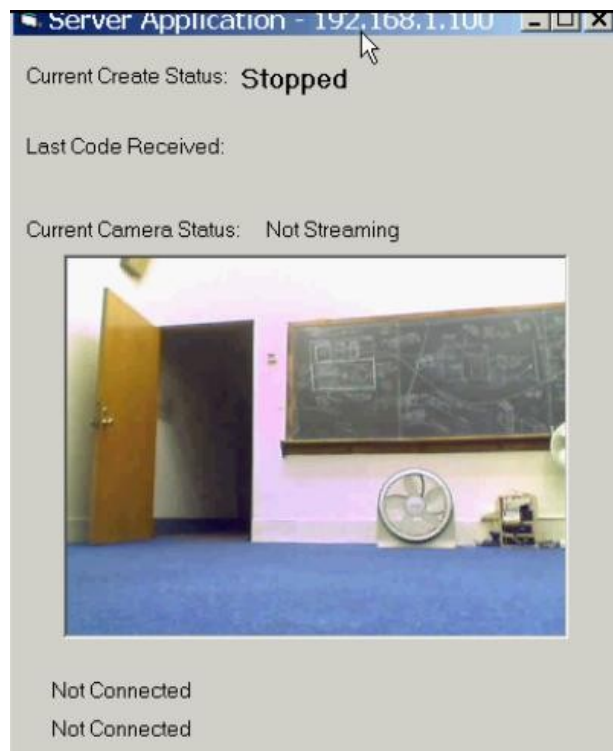 Server Application - 192.168.1.100
Current Create Status: Stopped
Last Code Received:
Current Camera Status: Not Streaming
Not Connected
Not Connected